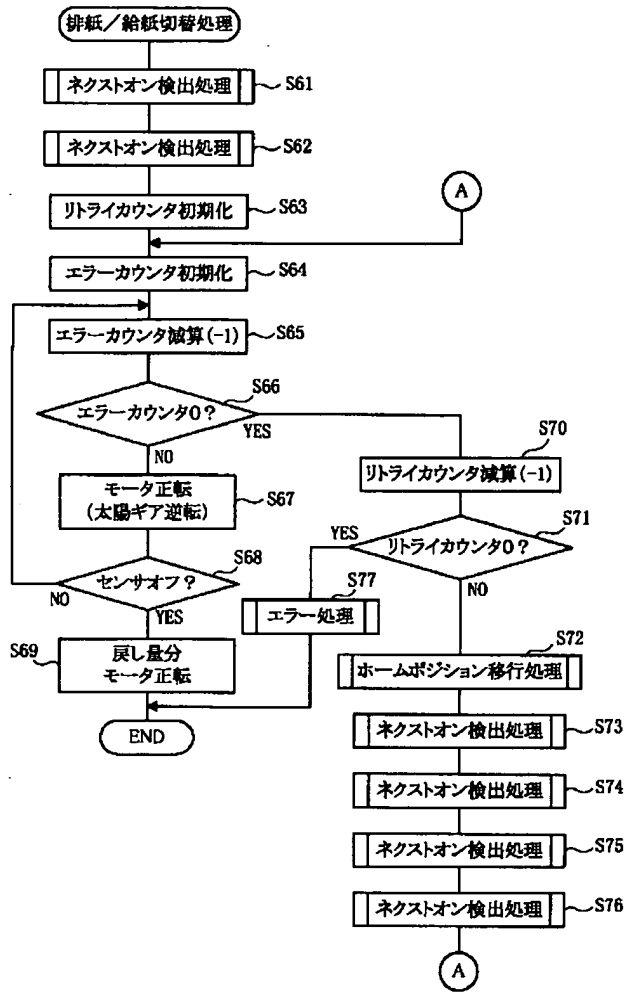 排紙/給紙切替処理
ネクストオン検出処理 S61
ネクストオン検出処理 S62
リトライカウンタ初期化 S63
A
エラーカウンタ初期化 S64
エラーカウンタ減算(-1) S65
S66
エラーカウンタ0?
YES
NO
モータ正転
(太陽ギア逆転)
S67
S68
センサオフ?
NO
YES
S69
戻し量分
モータ正転
END
S70
リトライカウンタ減算(-1)
S71
リトライカウンタ0?
YES
NO
S77
エラー処理
S72
ホームポジション移行処理
ネクストオン検出処理 S73
ネクストオン検出処理 S74
ネクストオン検出処理 S75
ネクストオン検出処理 S76
A